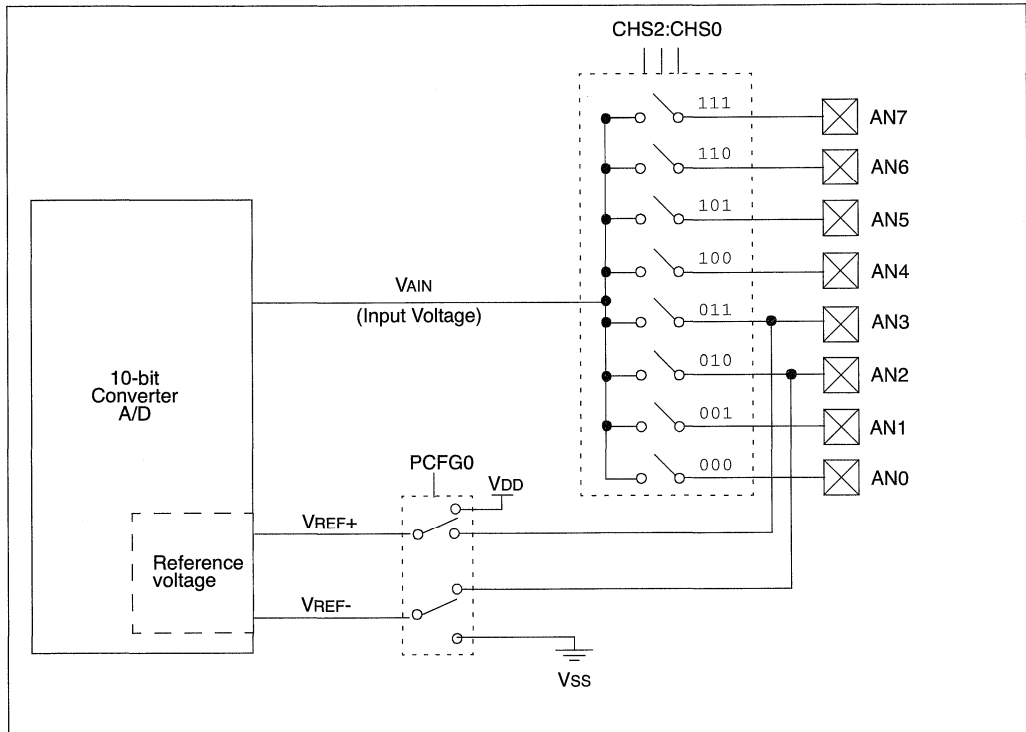 CHS2:CHS0
111
AN7
110
AN6
101
AN5
100
AN4
VAIN
(Input Voltage)
011
AN3
010
AN2
10-bit
Converter
A/D
001
AN1
PCFG0
000
AN0
VDD
VREF+
Reference
voltage
VREF-
VSS